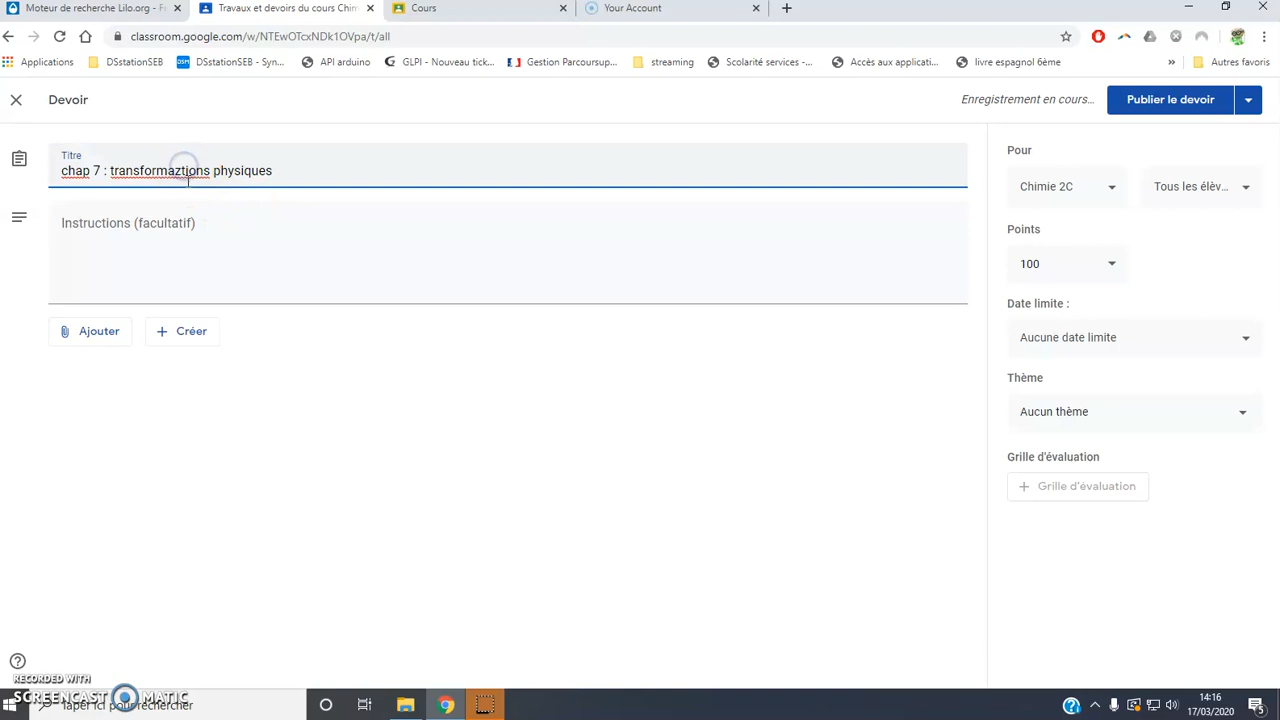 Moteur de recherche Lilo.org - Fr
Travaux et devoirs du cours Chim
Cours
Your Account
classroom.google.com/w/NTEwOTcxNDk1OVpa/t/all
Applications
DSstationSEB
DSM
DSstationSEB - Syn...
API arduino
GLPI - Nouveau tick...
Gestion Parcoursup...
streaming
Scolarité services -...
Accès aux applicati...
livre espagnol 6ème
»
Autres favoris
Devoir
Enregistrement en cours...
Publier le devoir
Titre
chap 7 : transformaztions physiques
Instructions (facultatif)
Ajouter
Créer
Pour
Chimie 2C
Tous les élèv...
Points
100
Date limite :
Aucune date limite
Thème
Aucun thème
Grille d'évaluation
Grille d'évaluation
RECORDED WITH
SCREENCAST MATIC
Taper ici pour rechercher
14:16
17/03/2020
5